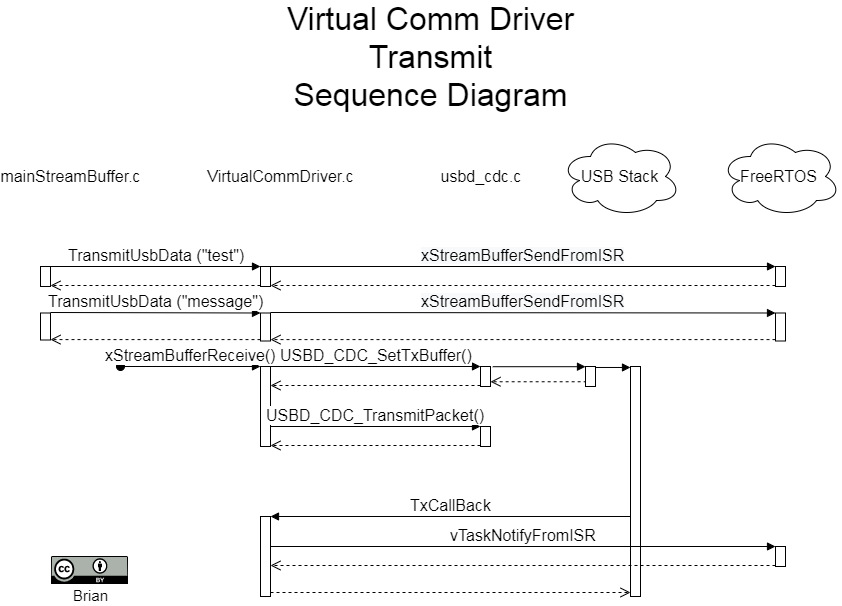 Virtual Comm Driver
Transmit
Sequence Diagram
mainStreamBuffer.c
VirtualCommDriver.c
usbd_cdc.c
USB Stack
FreeRTOS
TransmitUsbData ("test")
xStreamBufferSendFromISR
TransmitUsbData ("message")
xStreamBufferSendFromISR
xStreamBufferReceive()
USBD_CDC_SetTxBuffer()
USBD_CDC_TransmitPacket()
TxCallBack
vTaskNotifyFromISR
cc
BY
Brian